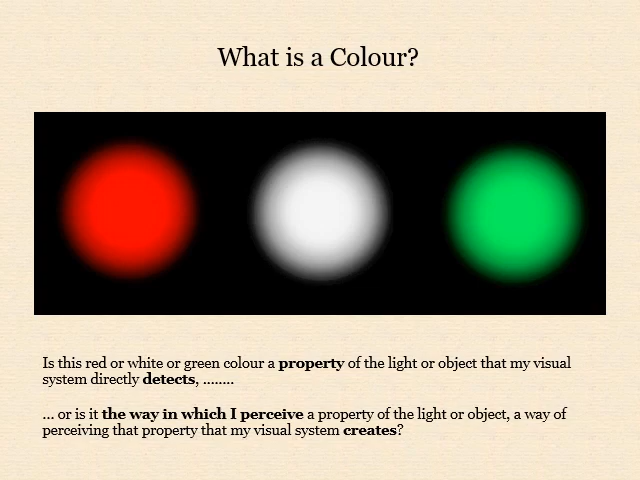 What is a Colour?
Is this red or white or green colour a property of the light or object that my visual
system directly detects, ........
... or is it the way in which I perceive a property of the light or object, a way of
perceiving that property that my visual system creates?